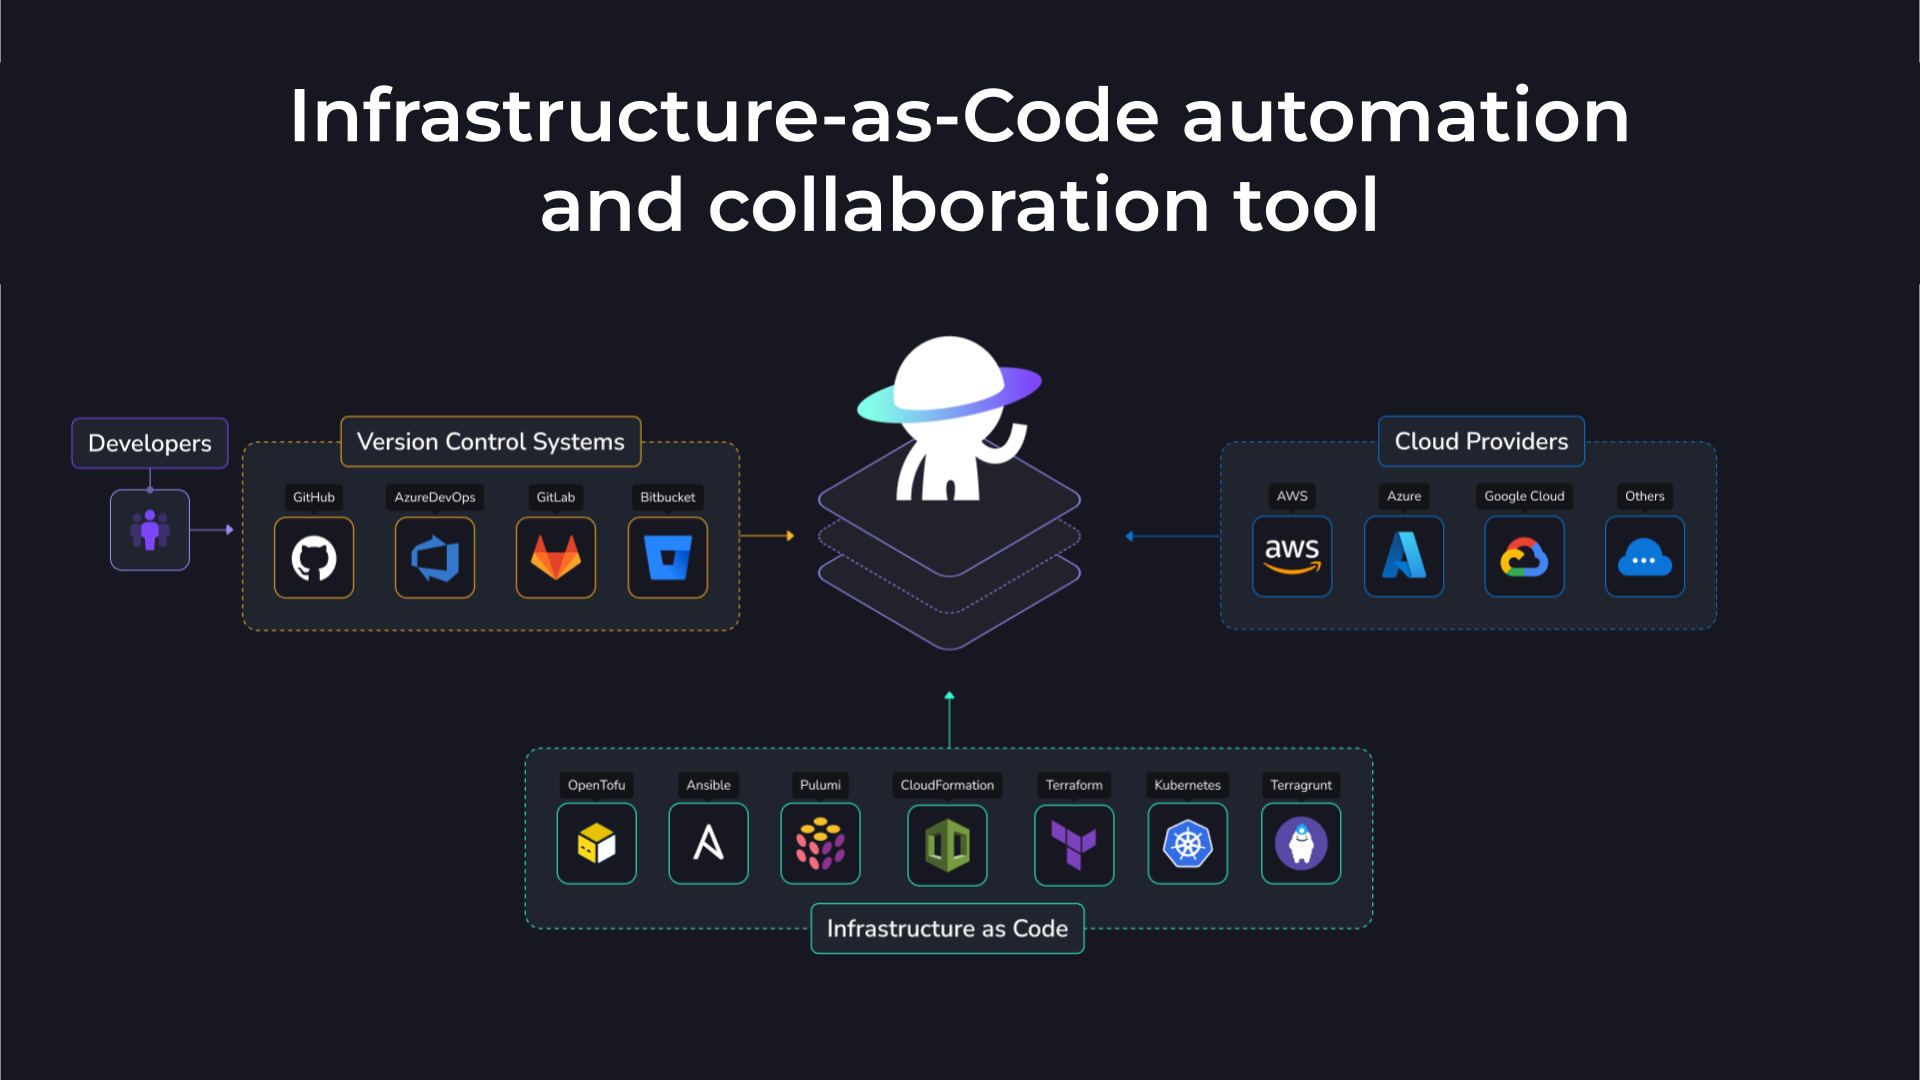 Infrastructure-as-Code automation
and collaboration tool
Developers
Version Control Systems
GitHub
AzureDevOps
GitLab
Bitbucket
Cloud Providers
AWS
Azure
Google Cloud
Others
aws
OpenTofu
Ansible
Pulumi
CloudFormation
Terraform
Kubernetes
Terragrunt
Infrastructure as Code